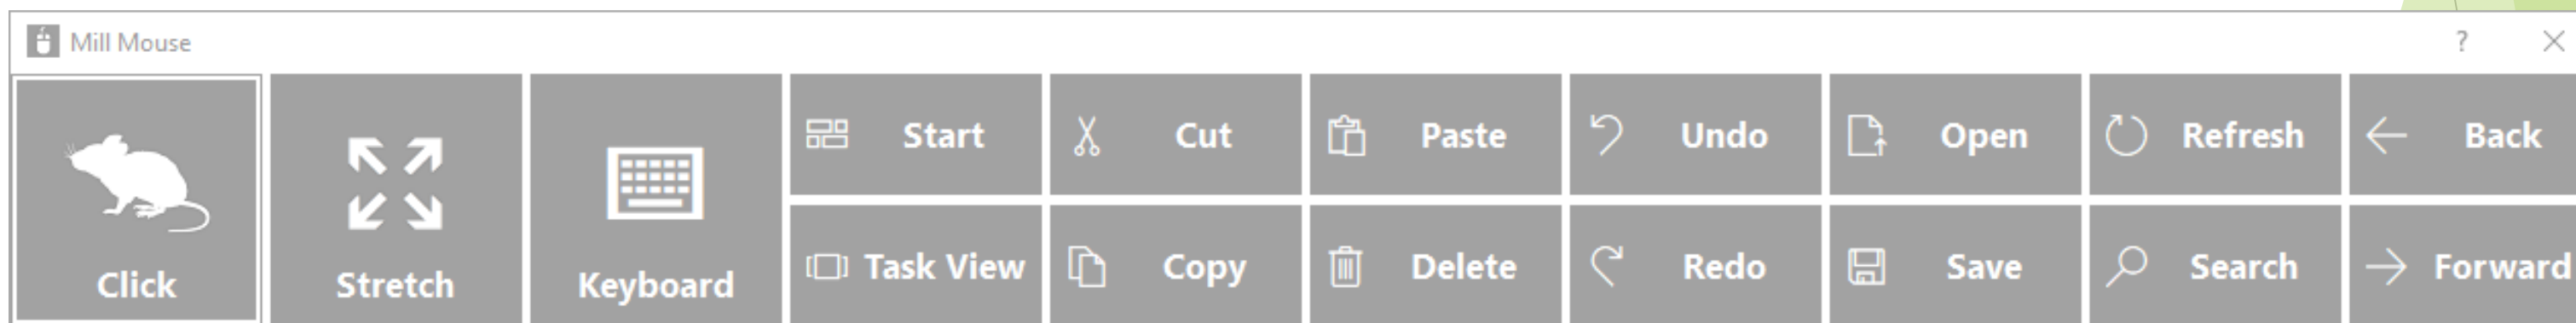 Mill Mouse ?
Start Cut Paste Undo Open Refresh Back
Task View Copy Delete Redo Save Search Forward
Click Stretch Keyboard